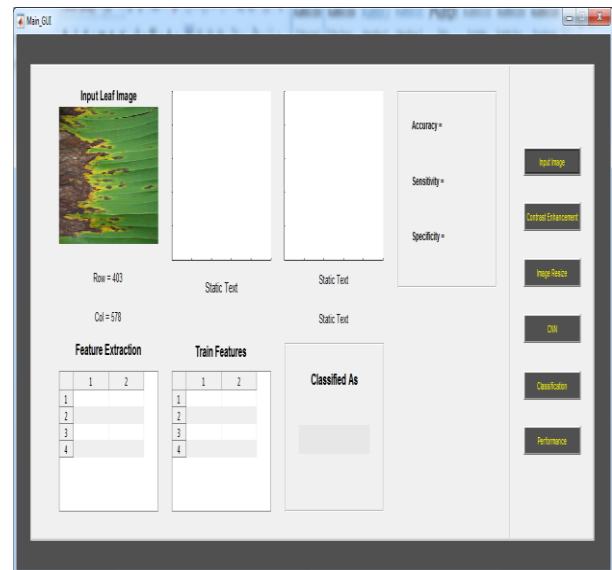 Main_GUI
Input Leaf Image
Row = 403
Col = 578
Static Text
Static Text
Static Text
Accuracy =
Sensitivity =
Specificity =
Input Image
Contrast Enhancement
Image Resize
CNN
Classification
Performance
Feature Extraction
1 2
1
2
3
4
Train Features
1 2
1
2
3
4
Classified As